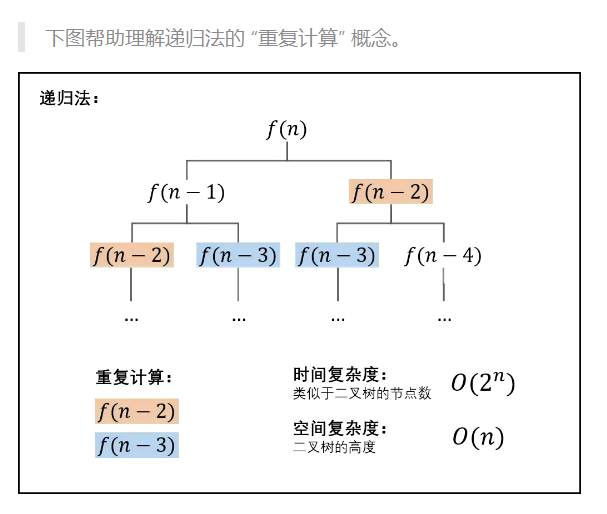 下图帮助理解递归法的 “重复计算” 概念。
递归法：
f(n)
f(n − 1) f(n − 2)
f(n − 2) f(n − 3) f(n − 3) f(n − 4)
... ... ... ...
重复计算：
f(n − 2)
f(n − 3)
时间复杂度：
类似于二叉树的节点数
O(2ⁿ)
空间复杂度：
二叉树的高度
O(n)